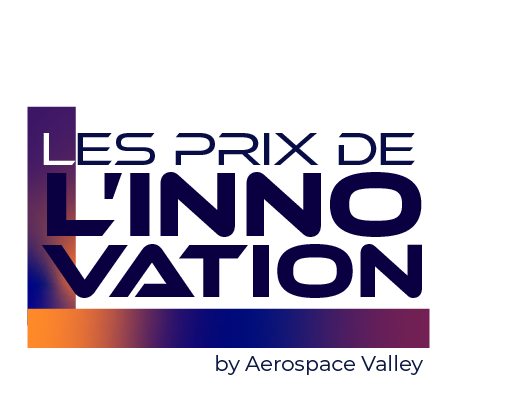 LES PRIX DE
L'INNO
VATION
by Aerospace Valley